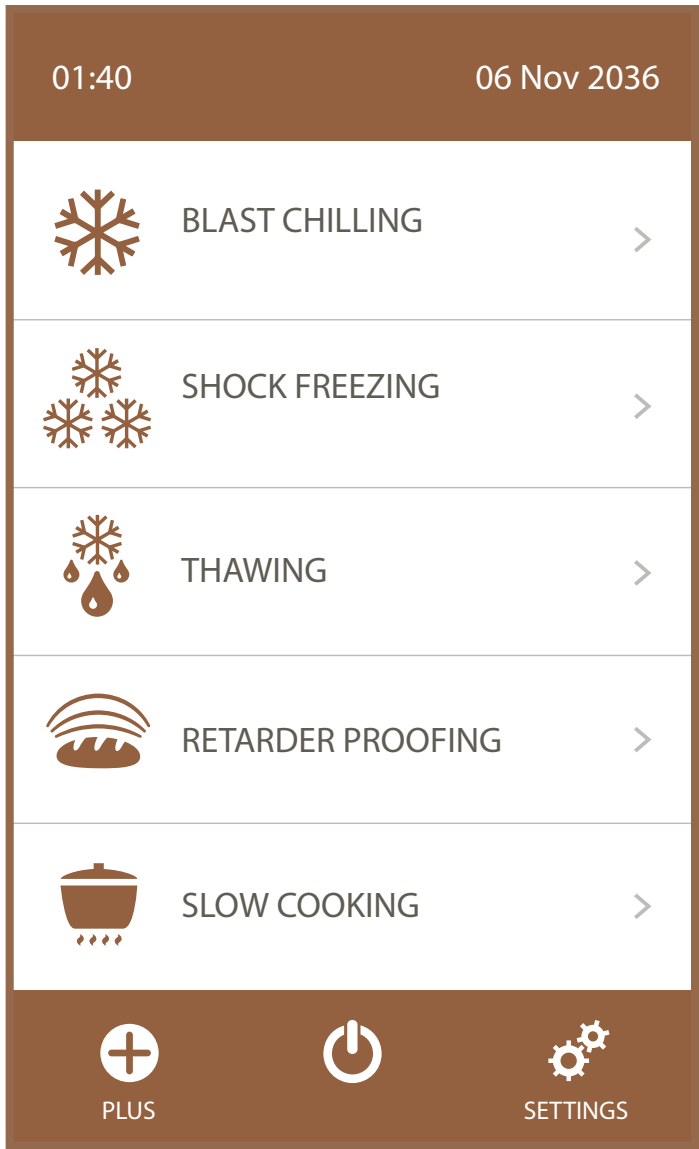 01:40
06 Nov 2036
BLAST CHILLING
SHOCK FREEZING
THAWING
RETARDER PROOFING
SLOW COOKING
PLUS
SETTINGS